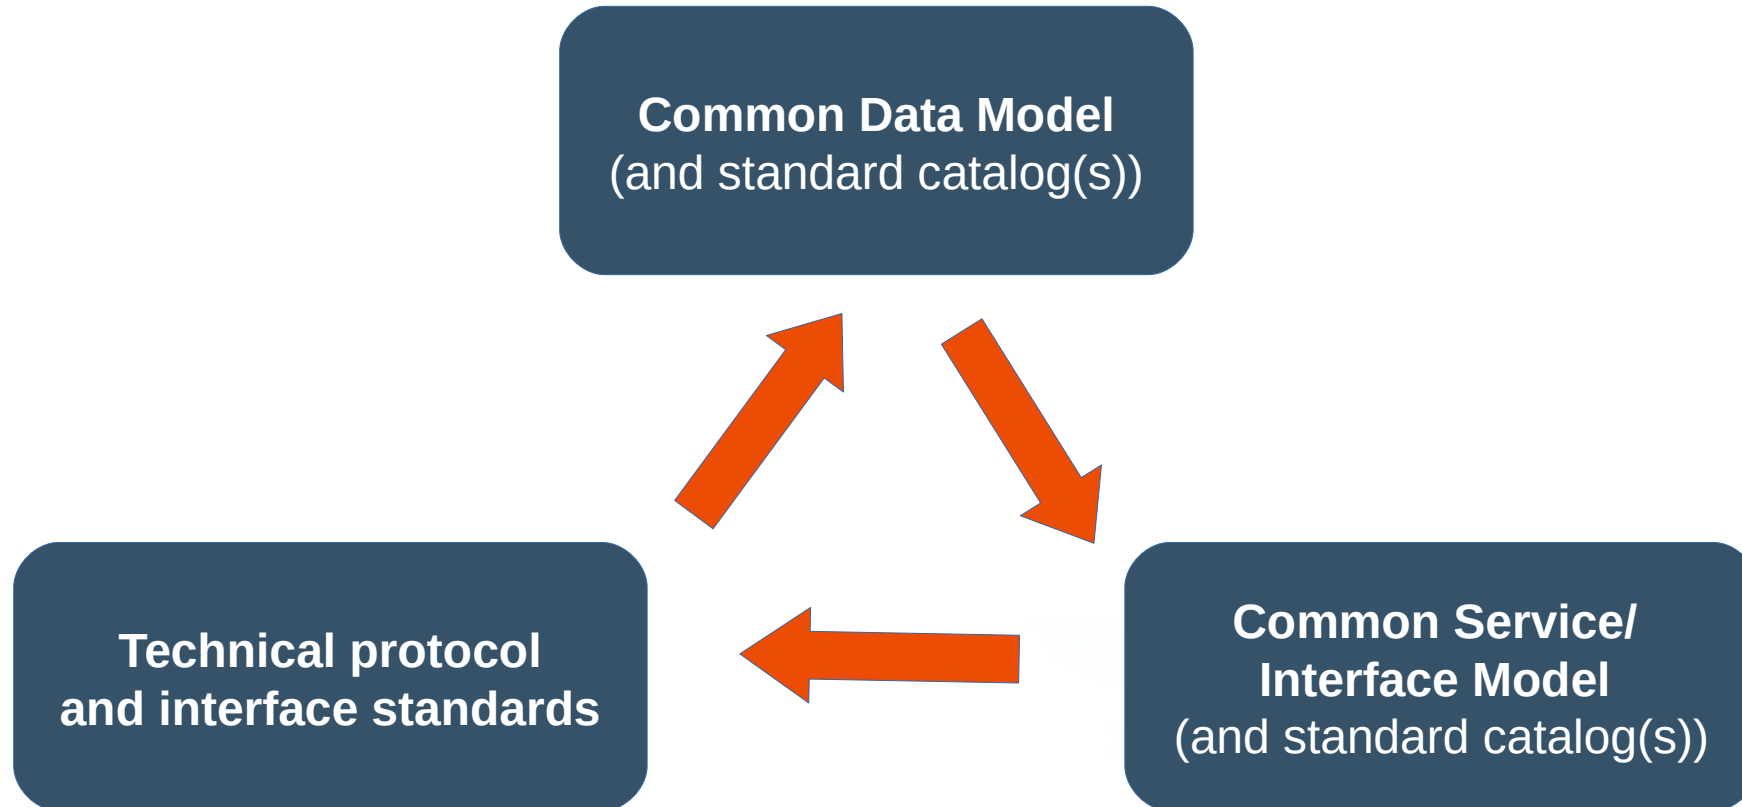 Common Data Model
(and standard catalog(s))
Technical protocol
and interface standards
Common Service/
Interface Model
(and standard catalog(s))